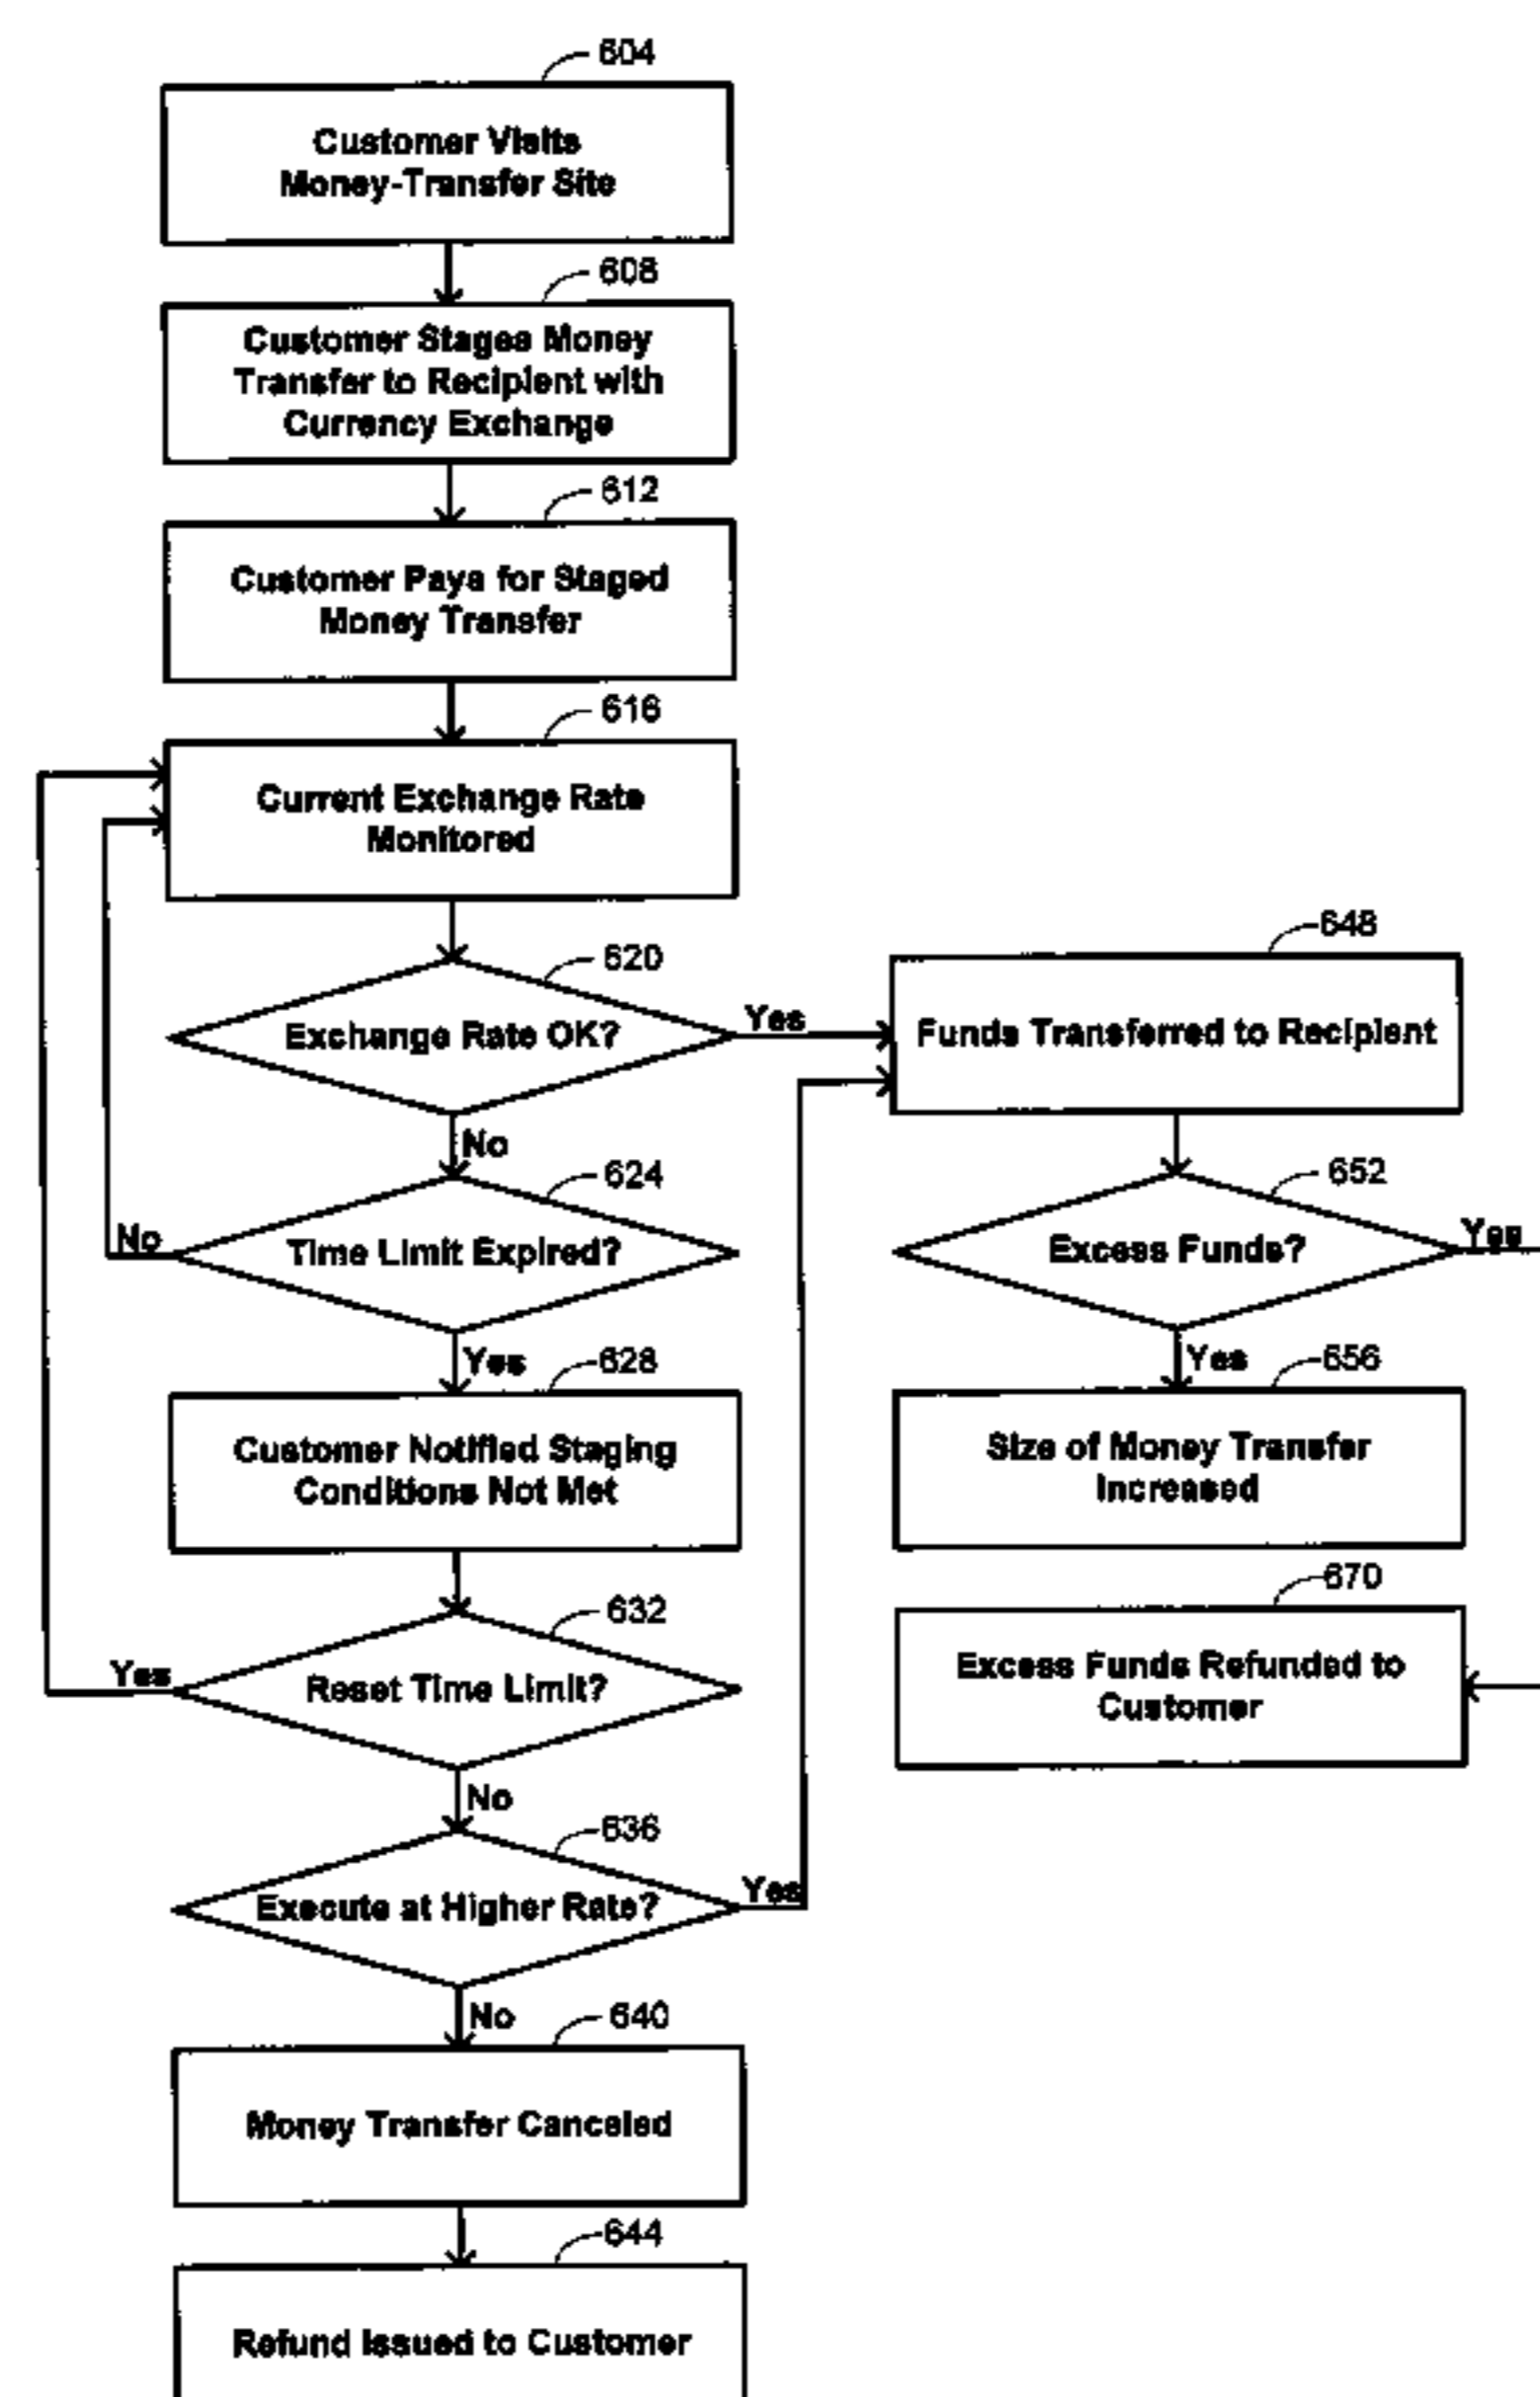 604
Customer Visits
Money-Transfer Site
608
Customer Stages Money
Transfer to Recipient with
Currency Exchange
612
Customer Pays for Staged
Money Transfer
616
Current Exchange Rate
Monitored
620
Exchange Rate OK?
Yes
No
624
Time Limit Expired?
No
Yes
628
Customer Notified Staging
Conditions Not Met
632
Reset Time Limit?
Yes
No
636
Execute at Higher Rate?
Yes
No
640
Money Transfer Canceled
644
Refund Issued to Customer
648
Funds Transferred to Recipient
652
Excess Funds?
Yes
Yes
656
Size of Money Transfer
Increased
670
Excess Funds Refunded to
Customer